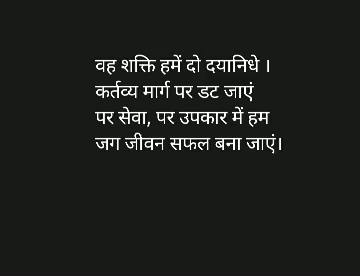 वह शक्ति हमें दो दयानिधे ।
कर्तव्य मार्ग पर डट जाएं
पर सेवा, पर उपकार में हम
जग जीवन सफल बना जाएं।